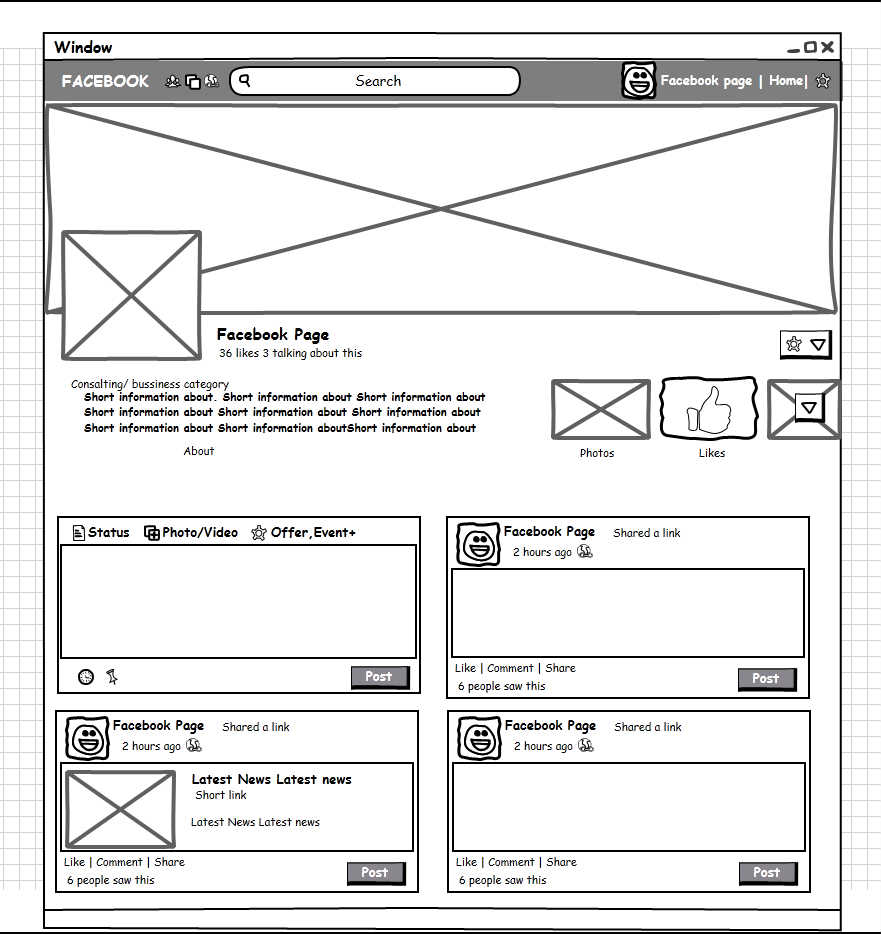 Window
FACEBOOK Search Facebook page | Home|
Facebook Page
36 likes 3 talking about this
Consalting/ bussiness category
Short information about. Short information about Short information about
Short information about Short information about Short information about
Short information about Short information aboutShort information about
About
Photos Likes
Status Photo/Video Offer,Event+
Post
Facebook Page Shared a link
2 hours ago
Like | Comment | Share
6 people saw this
Post
Facebook Page Shared a link
2 hours ago
Latest News Latest news
Short link
Latest News Latest news
Like | Comment | Share
6 people saw this
Post
Facebook Page Shared a link
2 hours ago
Like | Comment | Share
6 people saw this
Post